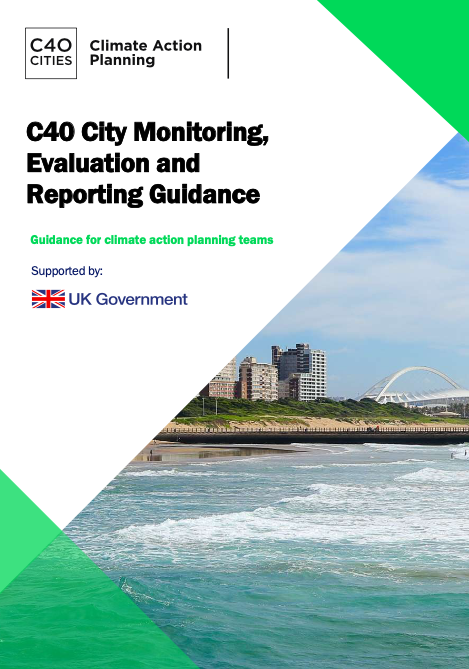 C40
CITIES
Climate Action
Planning
C40 City Monitoring,
Evaluation and
Reporting Guidance
Guidance for climate action planning teams
Supported by:
UK Government